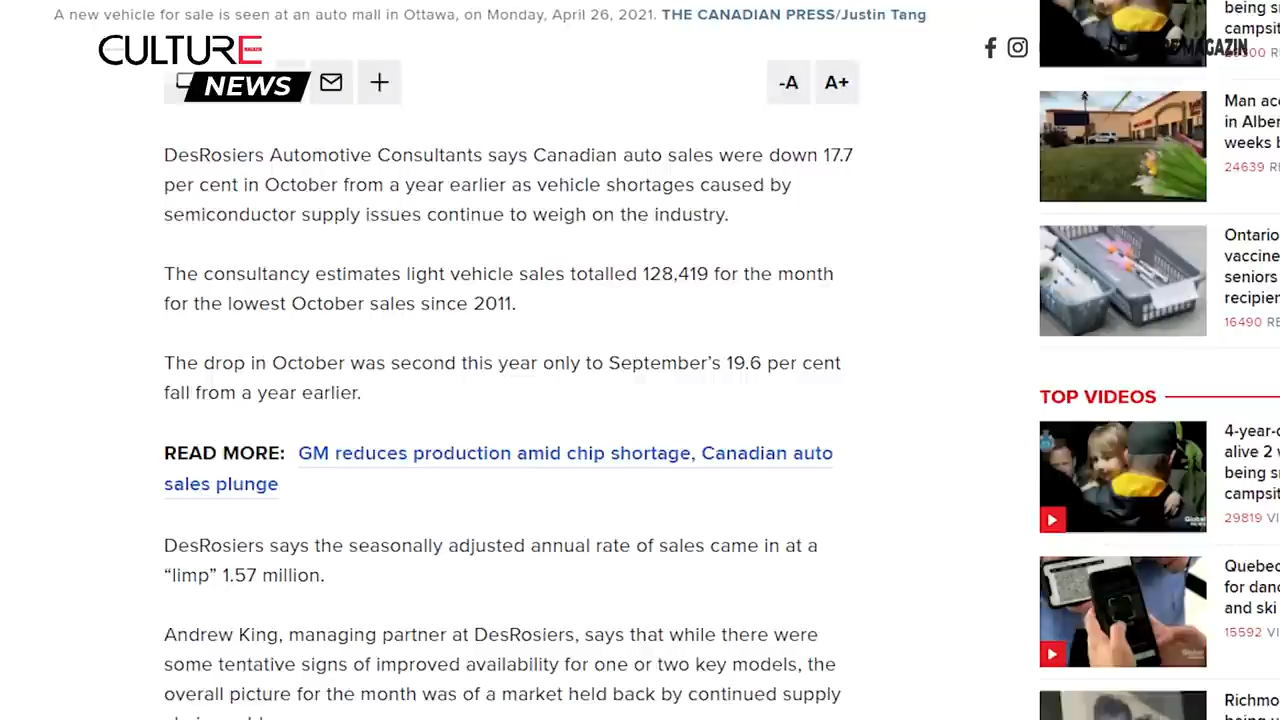 A new vehicle for sale is seen at an auto mall in Ottawa, on Monday, April 26, 2021. THE CANADIAN PRESS/Justin Tang
CULTURE
NEWS
-A A+
DesRosiers Automotive Consultants says Canadian auto sales were down 17.7
per cent in October from a year earlier as vehicle shortages caused by
semiconductor supply issues continue to weigh on the industry.
The consultancy estimates light vehicle sales totalled 128,419 for the month
for the lowest October sales since 2011.
The drop in October was second this year only to September's 19.6 per cent
fall from a year earlier.
READ MORE: GM reduces production amid chip shortage, Canadian auto
sales plunge
DesRosiers says the seasonally adjusted annual rate of sales came in at a
“limp” 1.57 million.
Andrew King, managing partner at DesRosiers, says that while there were
some tentative signs of improved availability for one or two key models, the
overall picture for the month was of a market held back by continued supply
being s
campsit
Man ac
in Alber
weeks b
24639 RE
Ontario
vaccine
seniors
recipier
16490 RE
TOP VIDEOS
4-year-o
alive 2 w
being s
campsit
29819 VI
Global
Quebec
for danc
and ski
15592 VI
Global
Richmo